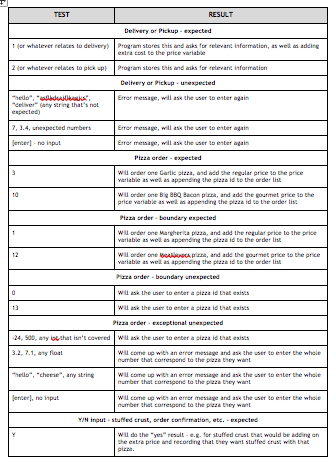 TEST RESULT
Delivery or Pickup - expected
1 (or whatever relates to delivery) Program stores this and asks for relevant information, as well as adding
extra cost to the price variable
2 (or whatever relates to pick up) Program stores this and asks for relevant information
Delivery or Pickup - unexpected
"hello", Error message, will ask the user to enter again
"deliver" (any string that's not
expected)
7, 3.4, unexpected numbers Error message, will ask the user to enter again
[enter] - no input Error message, will ask the user to enter again
Pizza order - expected
3 Will order one Garlic pizza, and add the regular price to the price
variable as well as appending the pizza id to the order list
10 Will order one Big BBQ Bacon pizza, and add the gourmet price to the price
variable as well as appending the pizza id to the order list
Pizza order - boundary expected
1 Will order one Margherita pizza, and add the regular price to the price
variable as well as appending the pizza id to the order list
12 Will order one pizza, and add the gourmet price to the price
variable as well as appending the pizza id to the order list
Pizza order - boundary unexpected
0 Will ask the user to enter a pizza id that exists
13 Will ask the user to enter a pizza id that exists
Pizza order - exceptional unexpected
-24, 500, any int that isn't covered Will ask the user to enter a pizza id that exists
3.2, 7.1, any float Will come up with an error message and ask the user to enter the whole
number that correspond to the pizza they want
"hello", "cheese", any string Will come up with an error message and ask the user to enter the whole
number that correspond to the pizza they want
[enter], no input Will come up with an error message and ask the user to enter the whole
number that correspond to the pizza they want
Y/N input - stuffed crust, order confirmation, etc. - expected
Y Will do the "yes" result - e.g. for stuffed crust that would be adding on
the extra price and recording that they want stuffed crust with that
pizza.